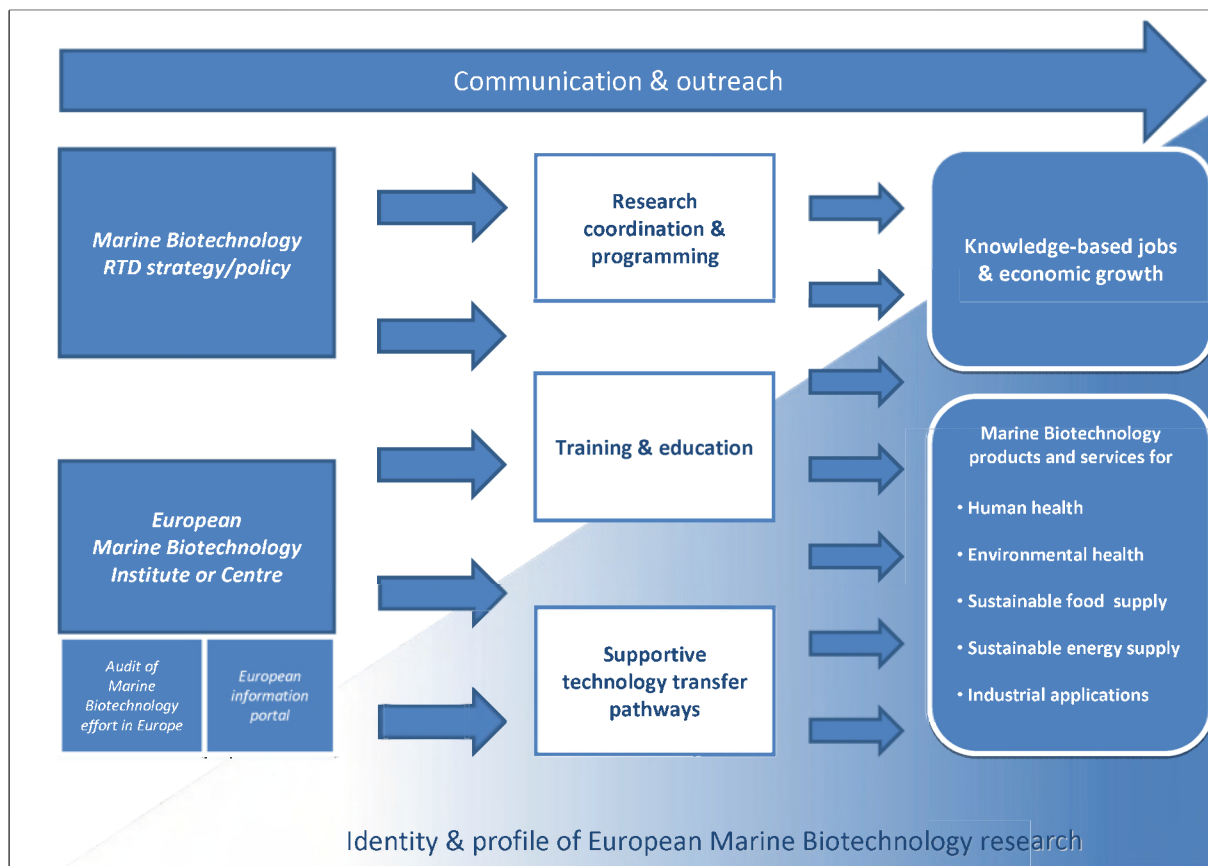 Communication & outreach
Marine Biotechnology
RTD strategy/policy
European
Marine Biotechnology
Institute or Centre
Audit of
Marine
Biotechnology
effort in Europe
European
information
portal
Research
coordination &
programming
Training & education
Supportive
technology transfer
pathways
Knowledge-based jobs
& economic growth
Marine Biotechnology
products and services for
• Human health
• Environmental health
• Sustainable food supply
• Sustainable energy supply
• Industrial applications
Identity & profile of European Marine Biotechnology research